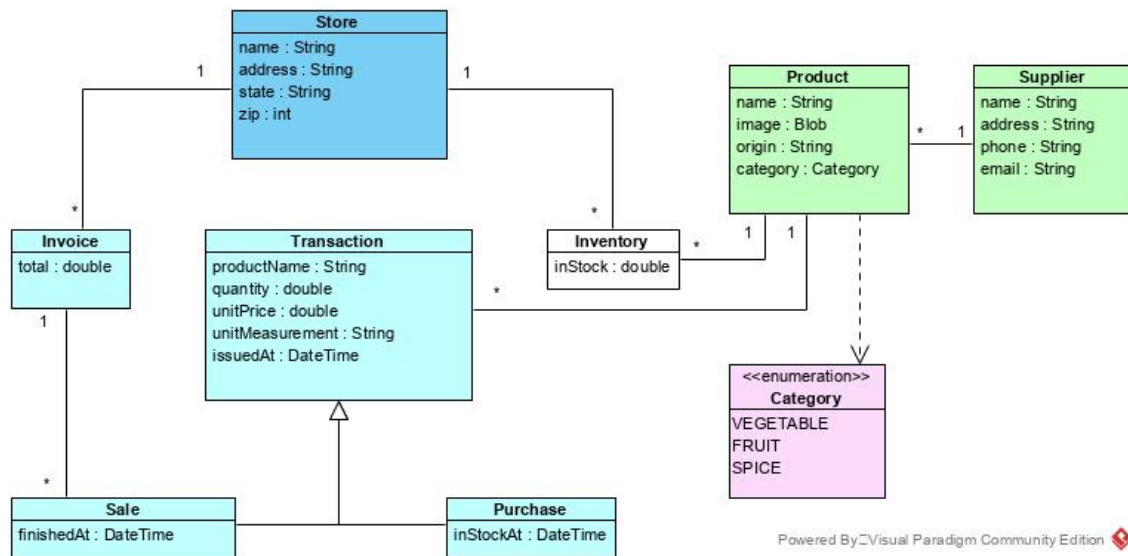 Store
name : String
address : String
state : String
zip : int
1
1
*
*
Product
name : String
image : Blob
origin : String
category : Category
*
1
Supplier
name : String
address : String
phone : String
email : String
Invoice
total : double
1
Transaction
productName : String
quantity : double
unitPrice : double
unitMeasurement : String
issuedAt : DateTime
*
Inventory
inStock : double
*
1
1
<<enumeration>>
Category
VEGETABLE
FRUIT
SPICE
*
Sale
finishedAt : DateTime
Purchase
inStockAt : DateTime
Powered By□Visual Paradigm Community Edition